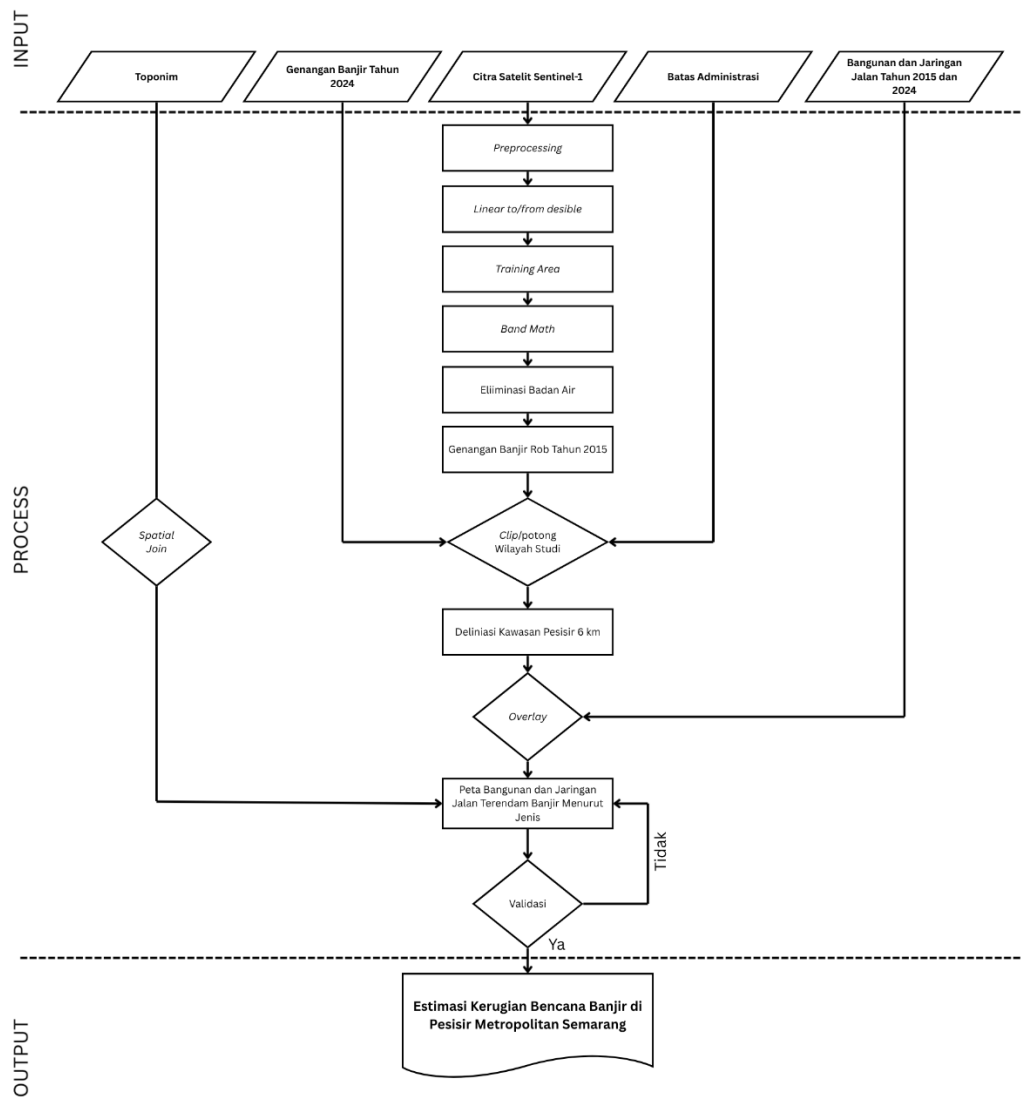 INPUT
Toponim
Genangan Banjir Tahun
2024
Citra Satelit Sentinel-1
Batas Administrasi
Bangunan dan Jaringan
Jalan Tahun 2015 dan
2024
PROCESS
Preprocessing
Linear to/from desible
Training Area
Band Math
Eliiminasi Badan Air
Genangan Banjir Rob Tahun 2015
Spatial
Join
Clip/potong
Wilayah Studi
Deliniasi Kawasan Pesisir 6 km
Overlay
Peta Bangunan dan Jaringan
Jalan Terendam Banjir Menurut
Jenis
Tidak
Validasi
Ya
OUTPUT
Estimasi Kerugian Bencana Banjir di
Pesisir Metropolitan Semarang